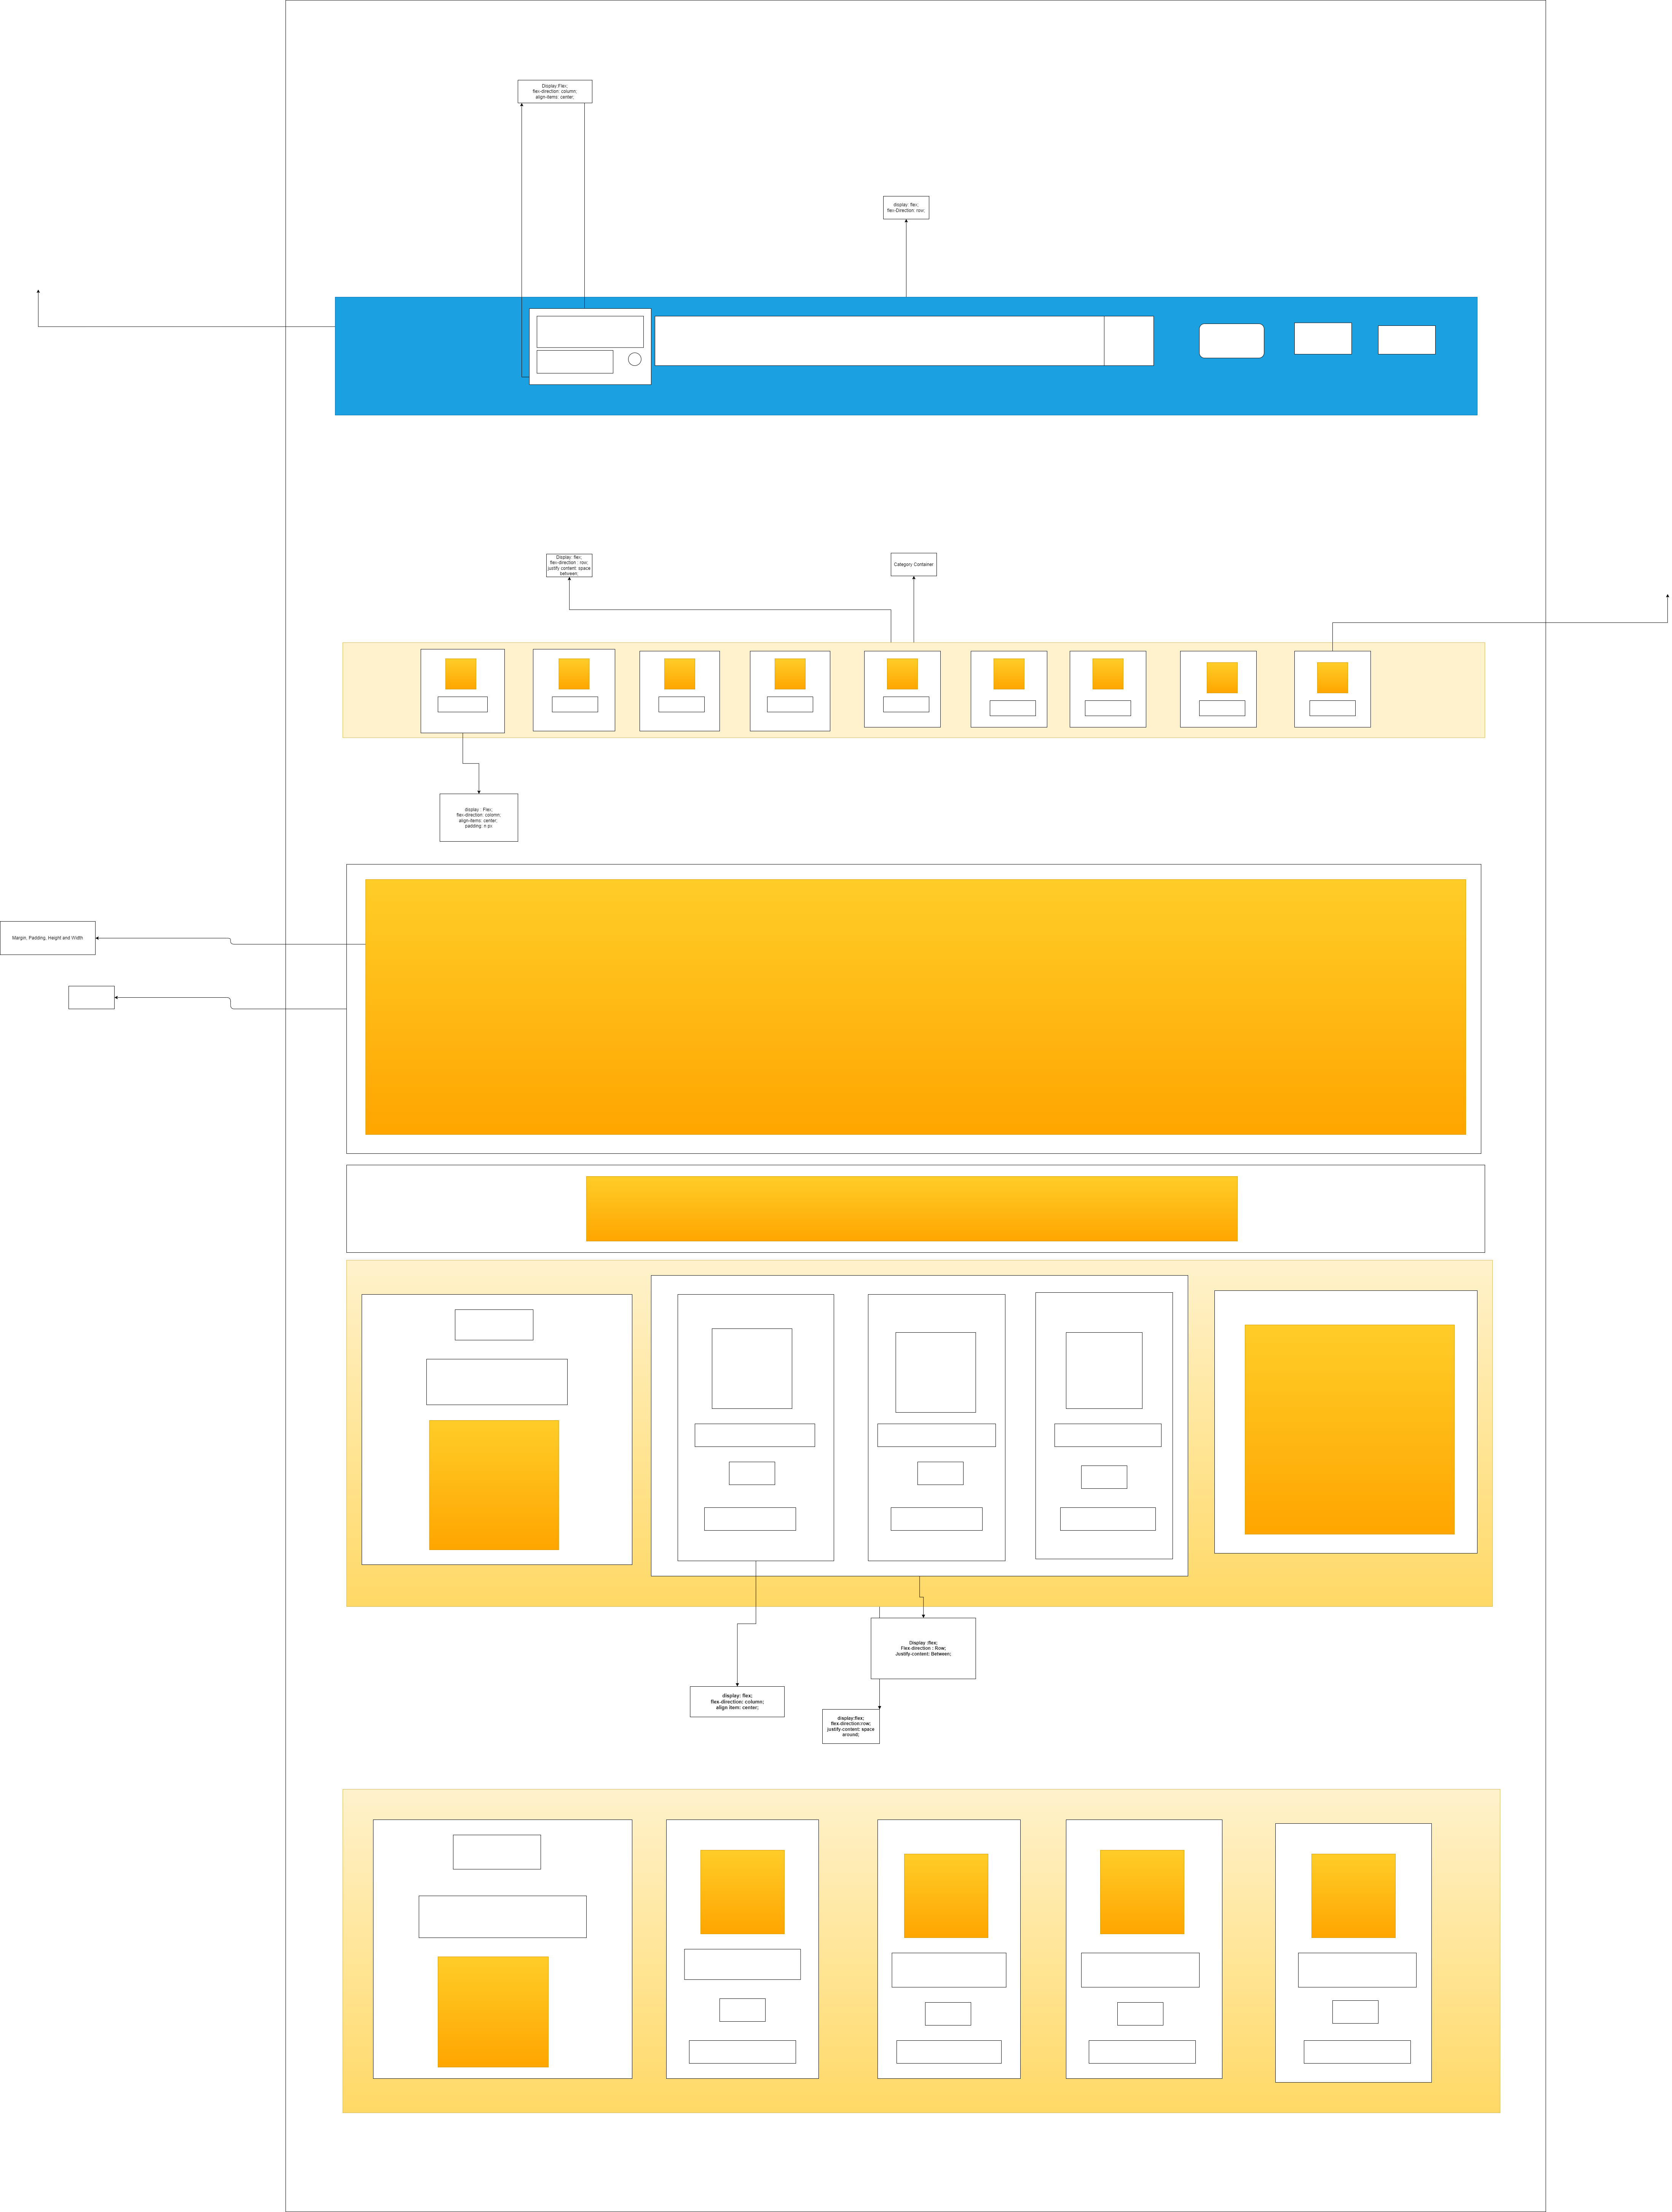 Display:Flex;
flex-direction: column;
align-items: center;
display: flex;
flex-Direction: row;
Display: flex;
flex-direction : row;
justify content: space
between;
Category Container
display : Flex;
flex-direction: colomn;
align-items: center;
padding: n px
Margin, Padding, Height and Width
Display :flex;
Flex-direction : Row;
Justify-content: Between;
display: flex;
flex-direction: column;
align item: center;
display:flex;
flex-direction:row;
justify-content: space
around;